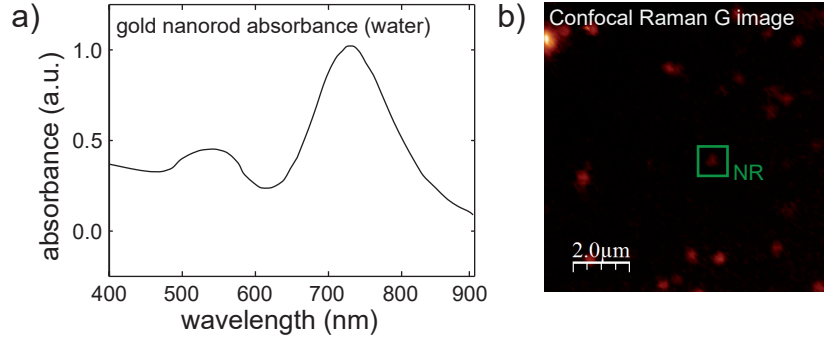 a)
gold nanorod absorbance (water)
absorbance (a.u.)
1.0
0.5
0.0
400 500 600 700 800 900
wavelength (nm)
b)
Confocal Raman G image
NR
2.0µm